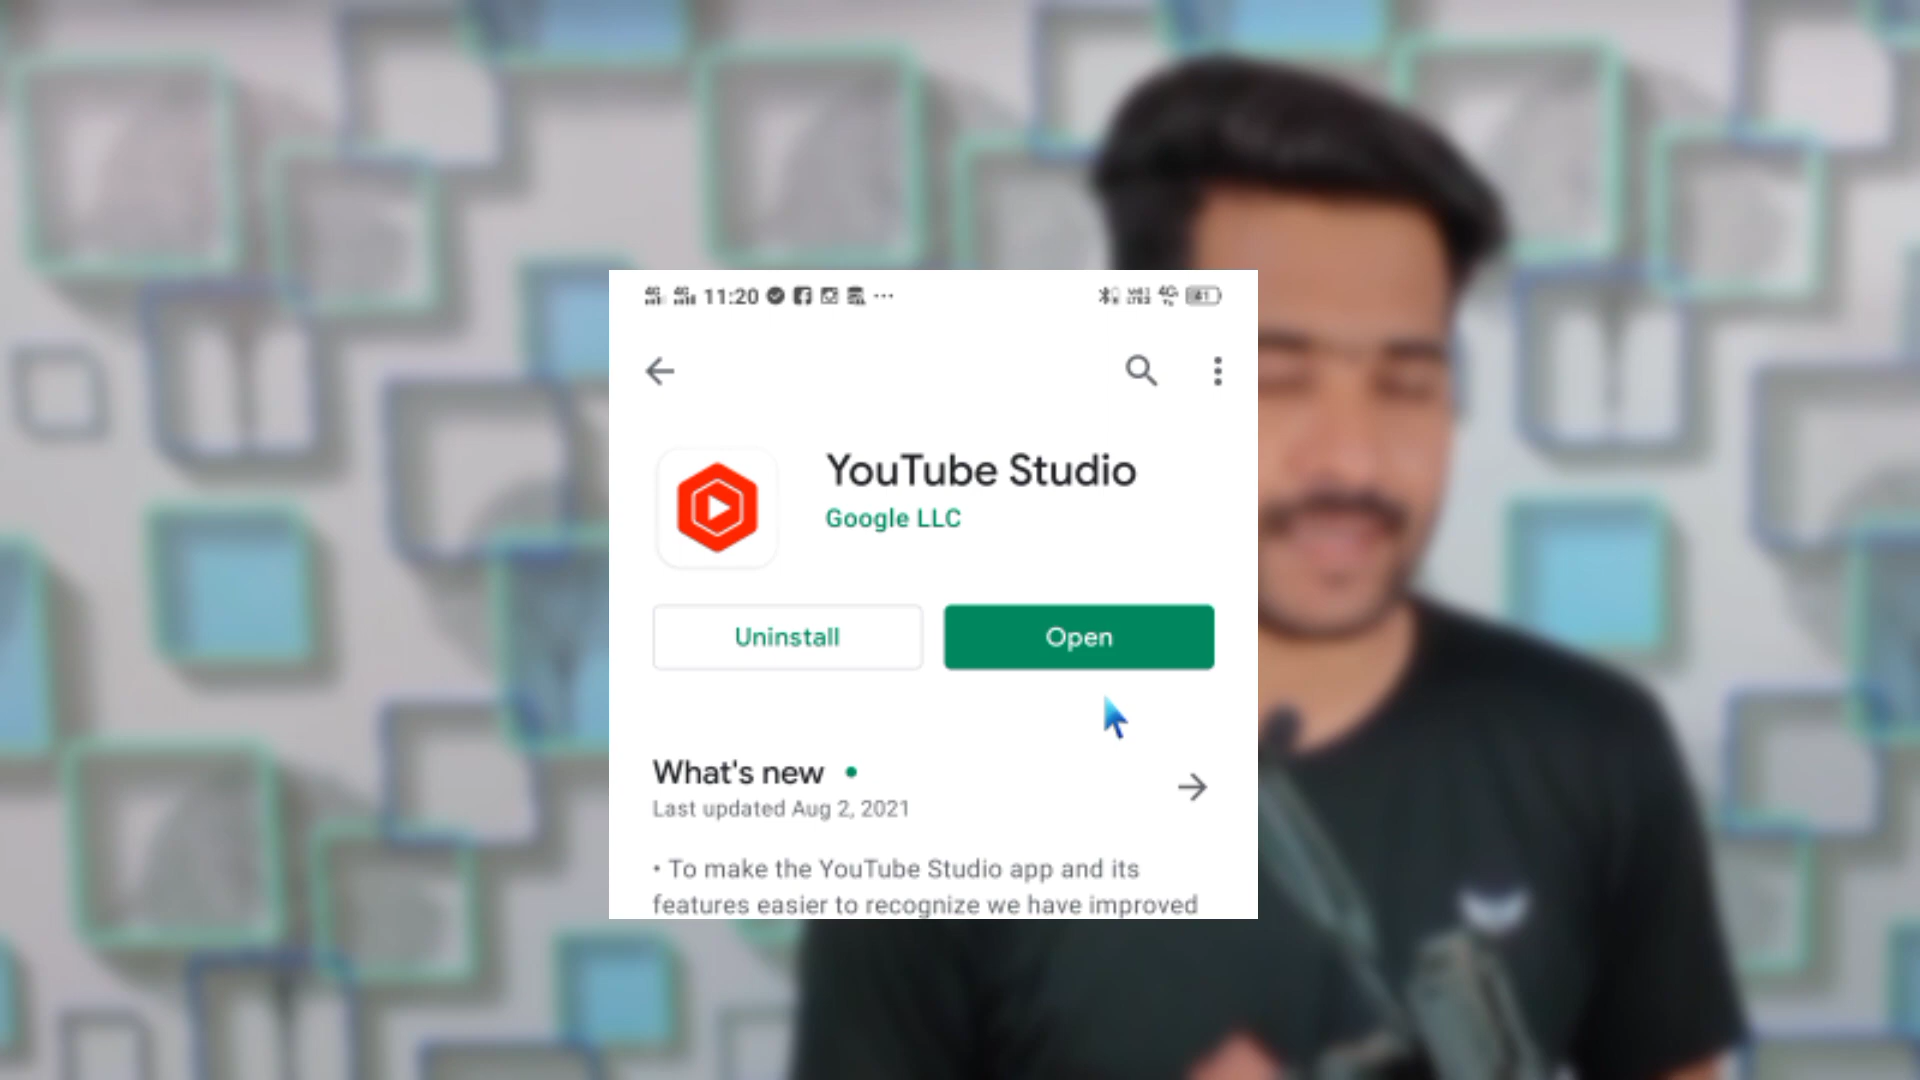 11:20
41
YouTube Studio
Google LLC
Uninstall
Open
What's new
Last updated Aug 2, 2021
• To make the YouTube Studio app and its
features easier to recognize we have improved